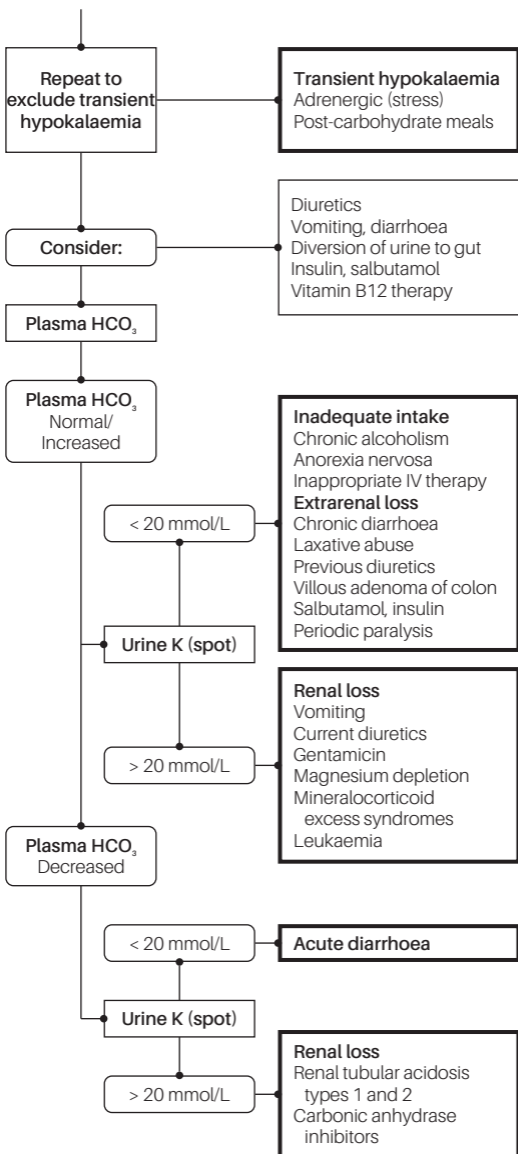 Repeat to
exclude transient
hypokalaemia
Transient hypokalaemia
Adrenergic (stress)
Post-carbohydrate meals
Consider:
Diuretics
Vomiting, diarrhoea
Diversion of urine to gut
Insulin, salbutamol
Vitamin B12 therapy
Plasma HCO₃
Plasma HCO₃
Normal/
Increased
< 20 mmol/L
Inadequate intake
Chronic alcoholism
Anorexia nervosa
Inappropriate IV therapy
Extrarenal loss
Chronic diarrhoea
Laxative abuse
Previous diuretics
Villous adenoma of colon
Salbutamol, insulin
Periodic paralysis
Urine K (spot)
> 20 mmol/L
Renal loss
Vomiting
Current diuretics
Gentamicin
Magnesium depletion
Mineralocorticoid
excess syndromes
Leukaemia
Plasma HCO₃
Decreased
< 20 mmol/L
Acute diarrhoea
Urine K (spot)
> 20 mmol/L
Renal loss
Renal tubular acidosis
types 1 and 2
Carbonic anhydrase
inhibitors